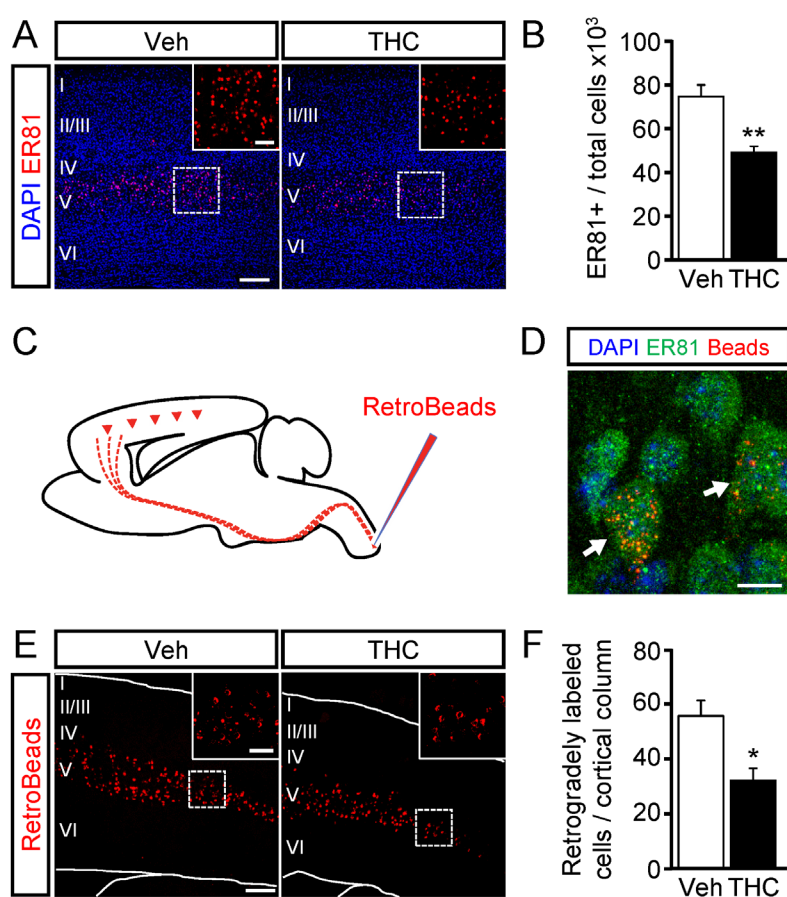 A
Veh
THC
B
DAPI ER81
I
II/III
IV
V
VI
I
II/III
IV
V
VI
ER81+ / total cells x10³
100
80
60
40
20
0
**
Veh THC
C
RetroBeads
D
DAPI ER81 Beads
E
Veh
THC
F
RetroBeads
I
II/III
IV
V
VI
I
II/III
IV
V
VI
Retrogradely labeled
cells / cortical column
80
60
40
20
0
*
Veh THC